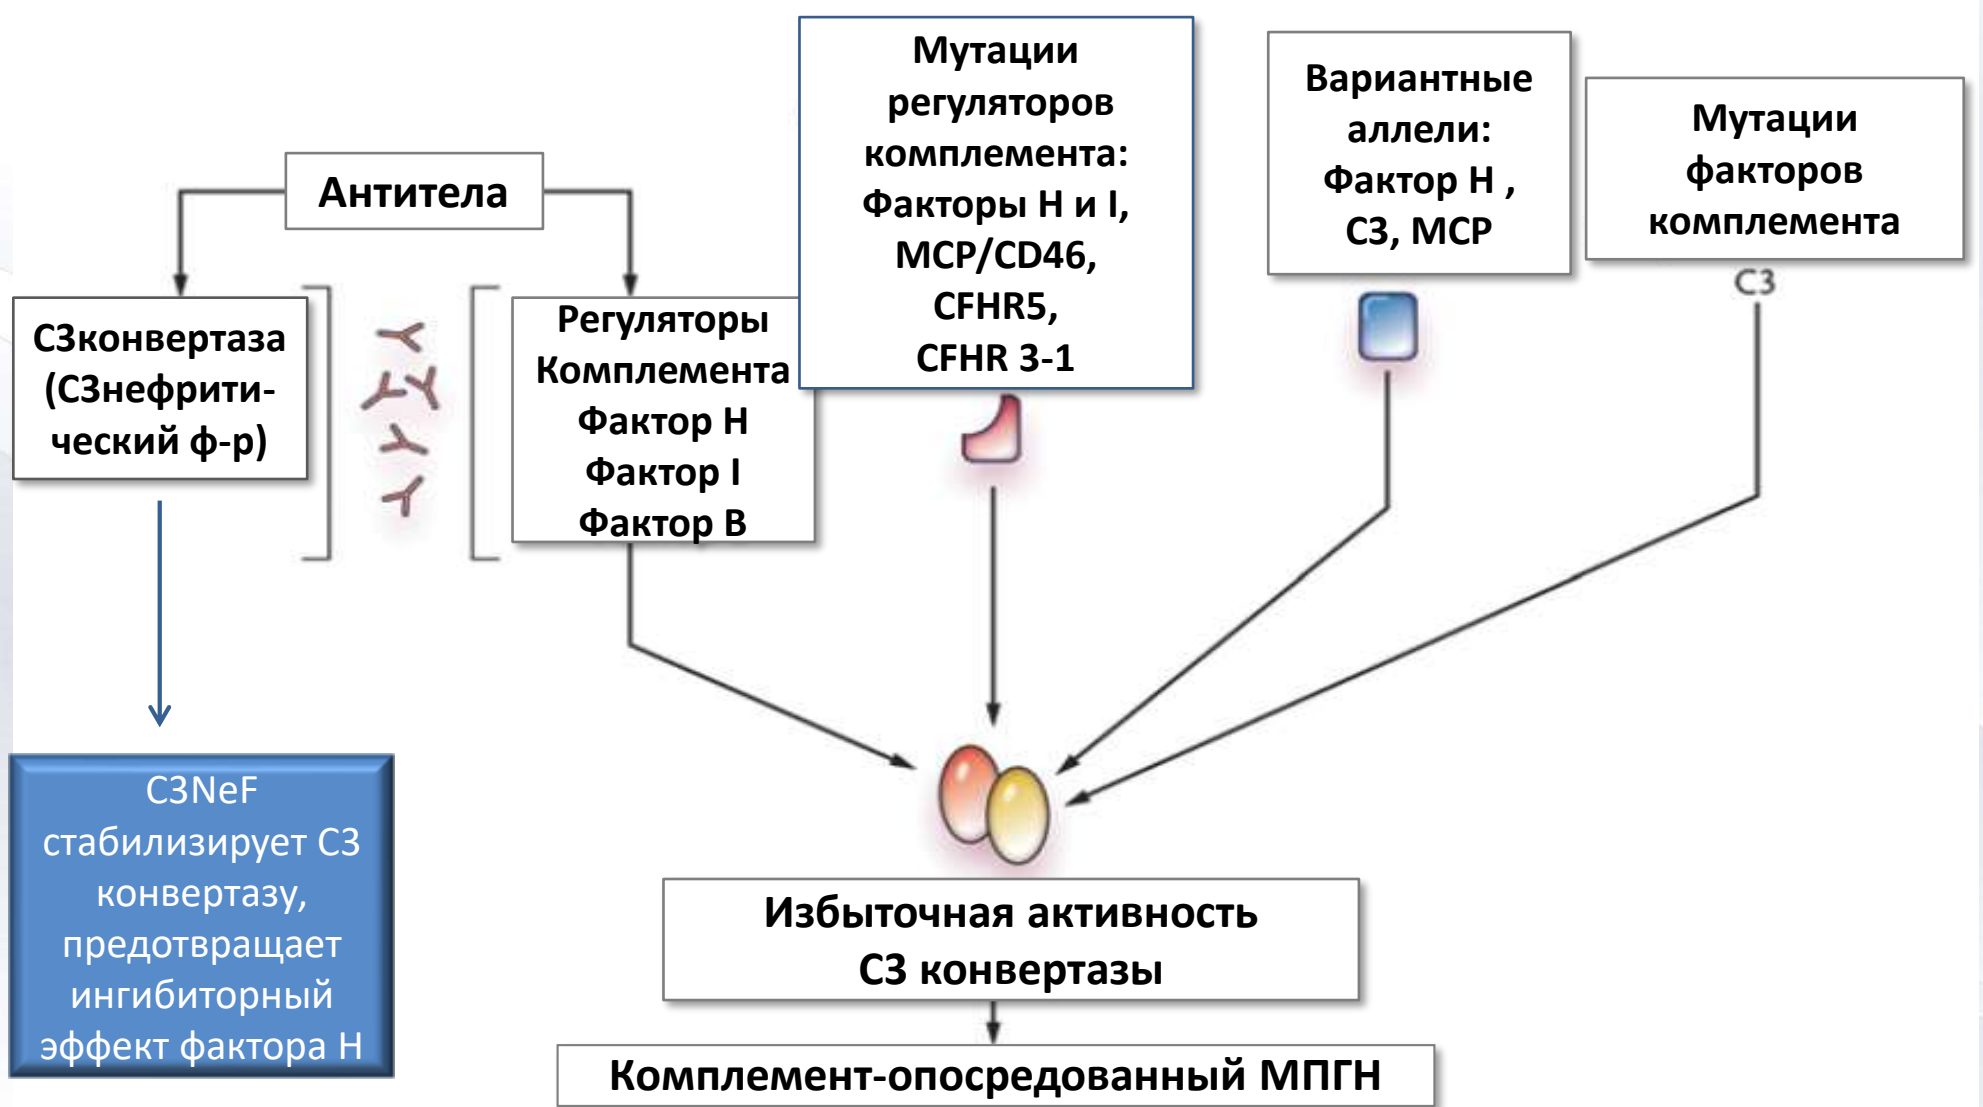 Антитела
С3конвертаза
(С3нефрити-
ческий ф-р)
Регуляторы
Комплемента
Фактор Н
Фактор I
Фактор В
Мутации
регуляторов
комплемента:
Факторы Н и I,
МСР/CD46,
CFHR5,
CFHR 3-1
Вариантные
аллели:
Фактор Н ,
С3, МСР
Мутации
факторов
комплемента
C3
C3NeF
стабилизирует С3
конвертазу,
предотвращает
ингибиторный
эффект фактора Н
Избыточная активность
С3 конвертазы
Комплемент-опосредованный МПГН